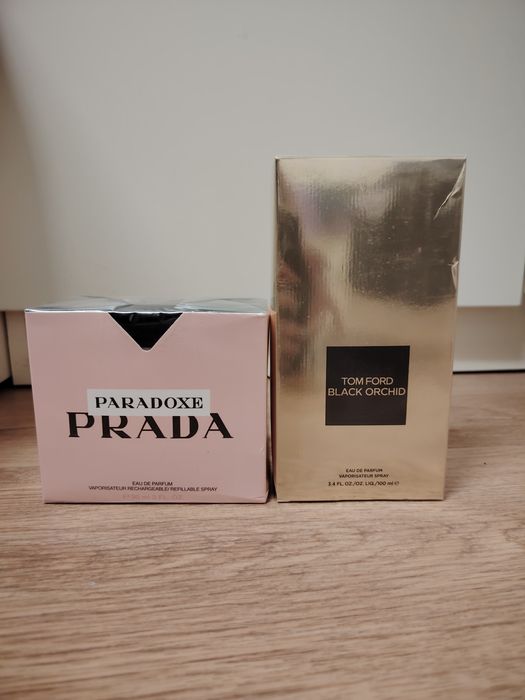 PARADOXE
PRADA
EAU DE PARFUM
VAPORISATEUR RECHARGEABLE/ REFILLABLE SPRAY
TOM FORD
BLACK ORCHID
EAU DE PARFUM
VAPORISATEUR SPRAY
3.4 FL. OZ./OZ. LIQ./100 ml ℮